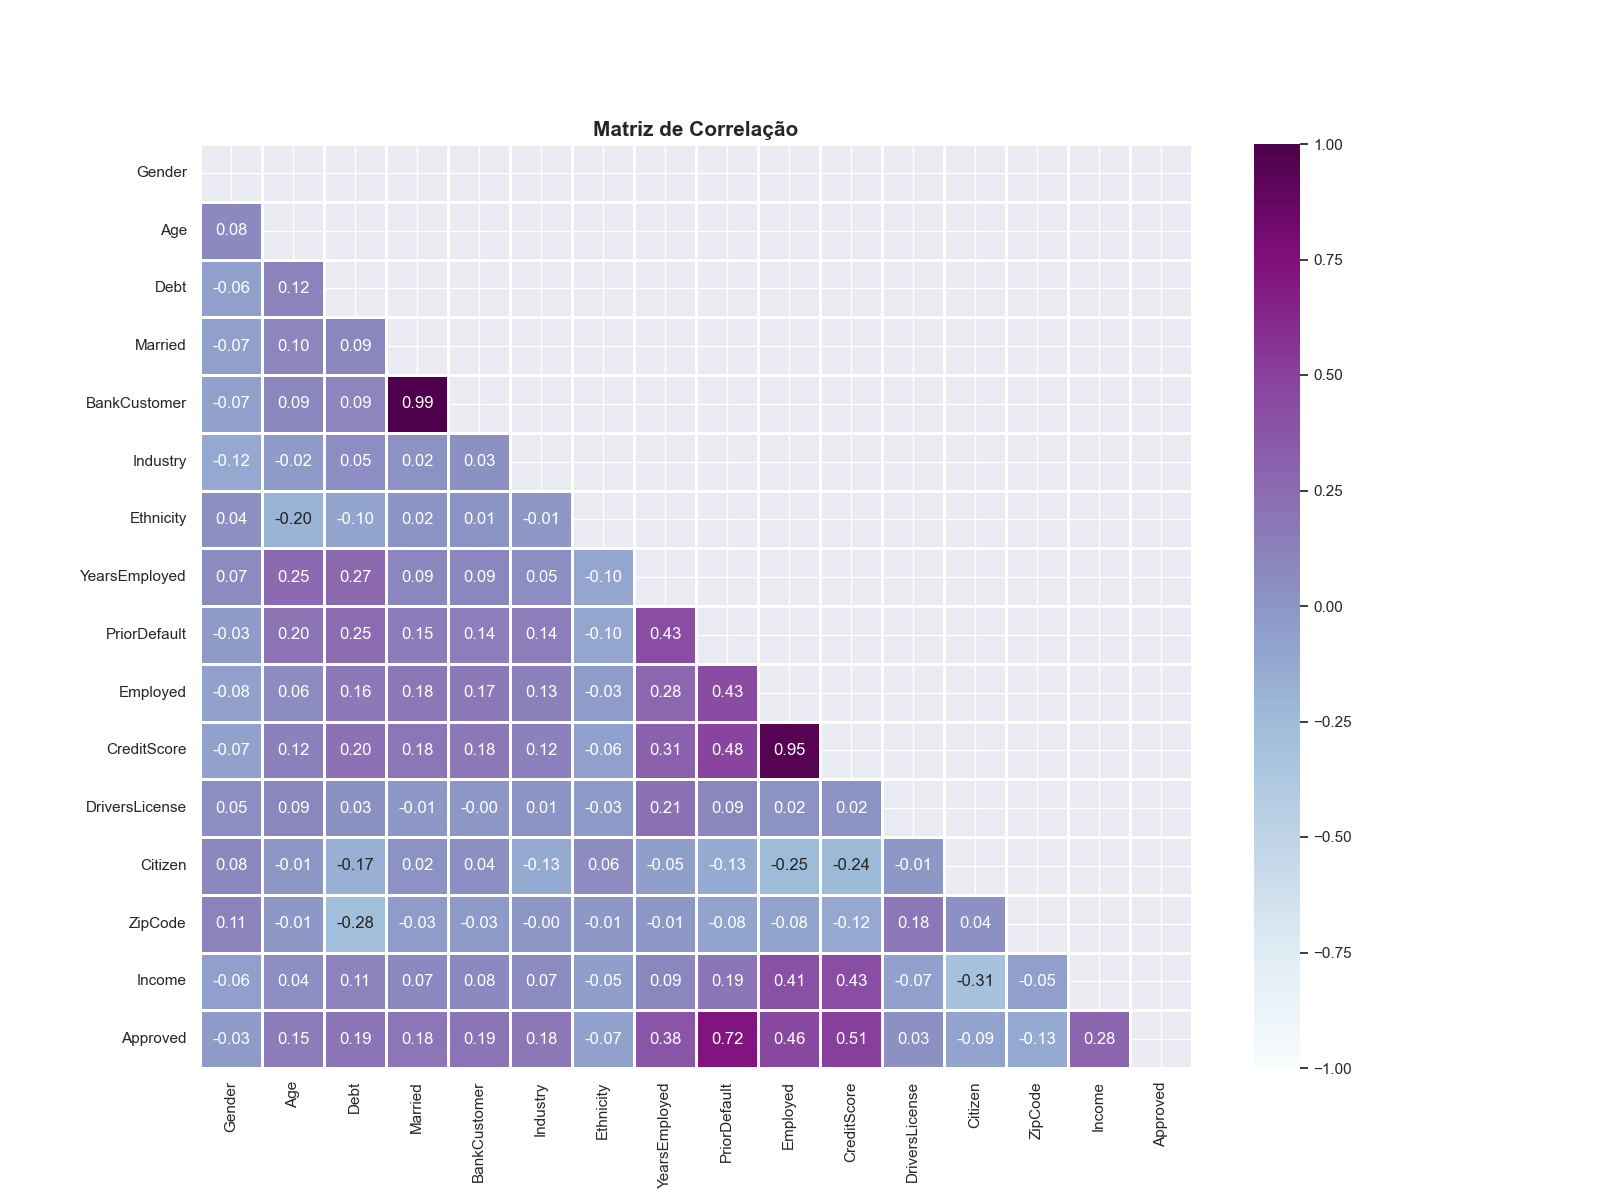 Matriz de Correlação
Gender
Age 0.08
Debt -0.06 0.12
Married -0.07 0.10 0.09
BankCustomer -0.07 0.09 0.09 0.99
Industry -0.12 -0.02 0.05 0.02 0.03
Ethnicity 0.04 -0.20 -0.10 0.02 0.01 -0.01
YearsEmployed 0.07 0.25 0.27 0.09 0.09 0.05 -0.10
PriorDefault -0.03 0.20 0.25 0.15 0.14 0.14 -0.10 0.43
Employed -0.08 0.06 0.16 0.18 0.17 0.13 -0.03 0.28 0.43
CreditScore -0.07 0.12 0.20 0.18 0.18 0.12 -0.06 0.31 0.48 0.95
DriversLicense 0.05 0.09 0.03 -0.01 -0.00 0.01 -0.03 0.21 0.09 0.02 0.02
Citizen 0.08 -0.01 -0.17 0.02 0.04 -0.13 0.06 -0.05 -0.13 -0.25 -0.24 -0.01
ZipCode 0.11 -0.01 -0.28 -0.03 -0.03 -0.00 -0.01 -0.01 -0.08 -0.08 -0.12 0.18 0.04
Income -0.06 0.04 0.11 0.07 0.08 0.07 -0.05 0.09 0.19 0.41 0.43 -0.07 -0.31 -0.05
Approved -0.03 0.15 0.19 0.18 0.19 0.18 -0.07 0.38 0.72 0.46 0.51 0.03 -0.09 -0.13 0.28
Gender Age Debt Married BankCustomer Industry Ethnicity YearsEmployed PriorDefault Employed CreditScore DriversLicense Citizen ZipCode Income Approved
1.00
0.75
0.50
0.25
0.00
−0.25
−0.50
−0.75
−1.00